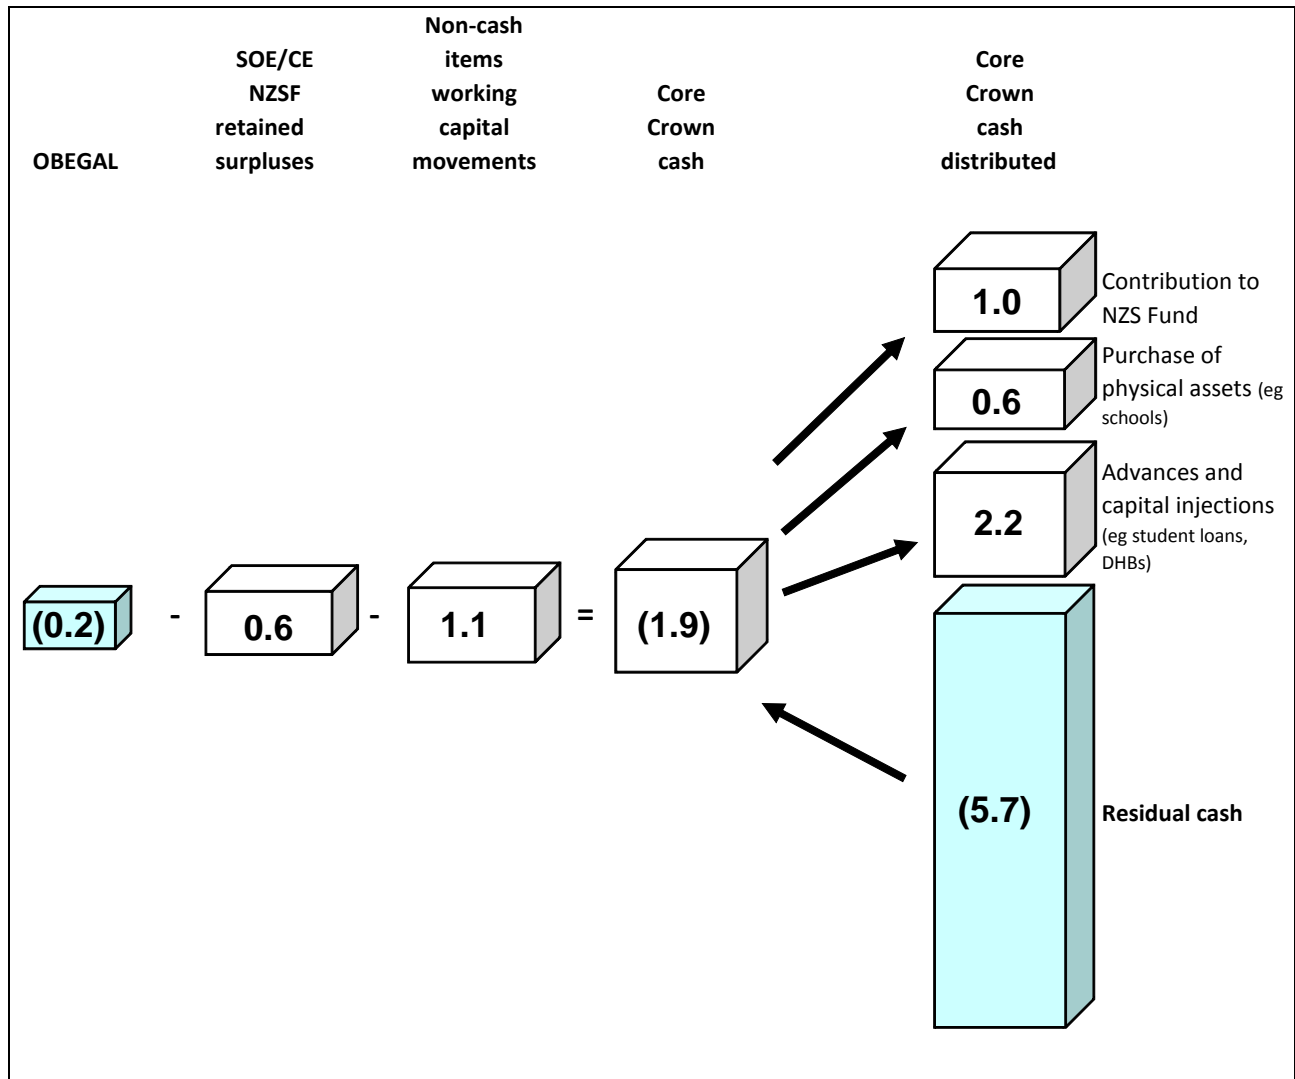 OBEGAL
SOE/CE
NZSF
retained
surpluses
Non-cash
items
working
capital
movements
Core
Crown
cash
Core
Crown
cash
distributed
(0.2)
-
0.6
-
1.1
=
(1.9)
1.0
Contribution to
NZS Fund
0.6
Purchase of
physical assets (eg
schools)
2.2
Advances and
capital injections
(eg student loans,
DHBs)
(5.7)
Residual cash